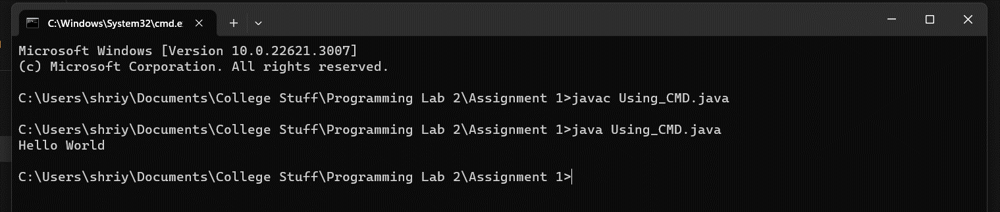 C:\Windows\System32\cmd.e
Microsoft Windows [Version 10.0.22621.3007]
(c) Microsoft Corporation. All rights reserved.
C:\Users\shriy\Documents\College Stuff\Programming Lab 2\Assignment 1>javac Using_CMD.java
C:\Users\shriy\Documents\College Stuff\Programming Lab 2\Assignment 1>java Using_CMD.java
Hello World
C:\Users\shriy\Documents\College Stuff\Programming Lab 2\Assignment 1>